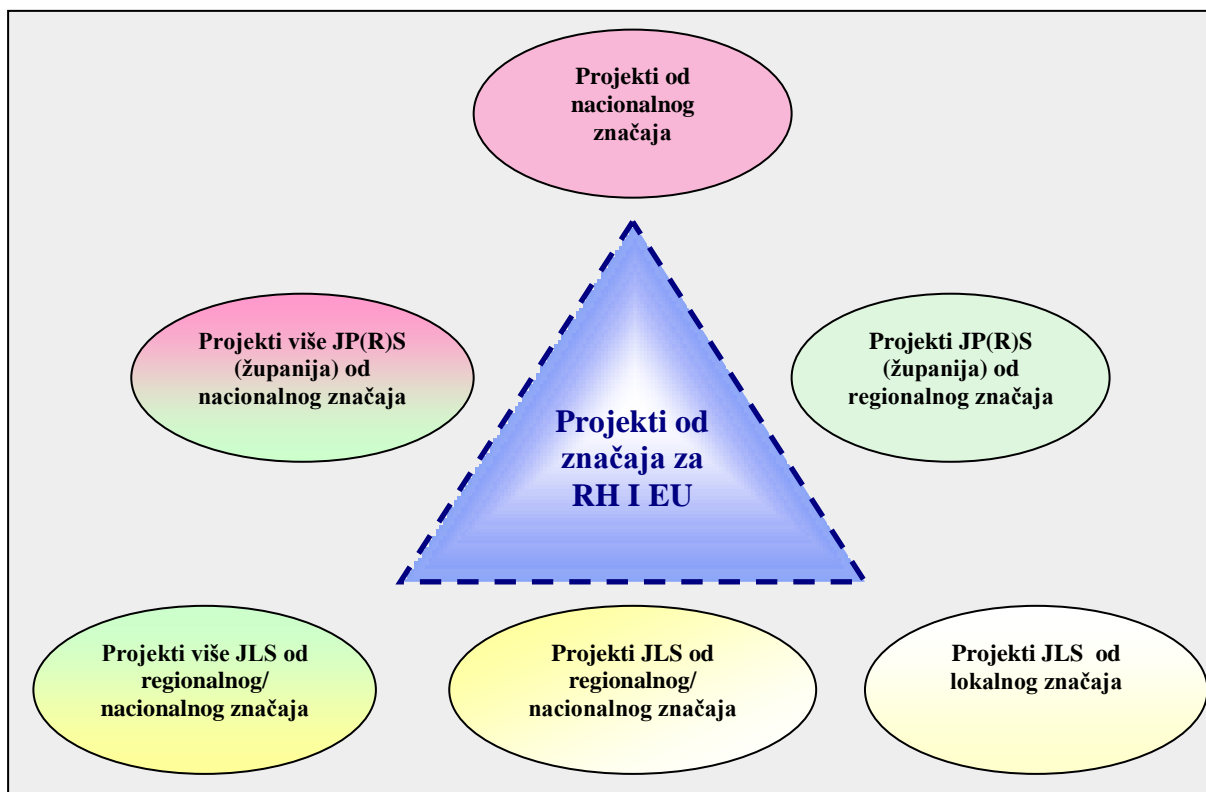 Projekti od
nacionalnog
značaja
Projekti više JP(R)S
(županija) od
nacionalnog značaja
Projekti JP(R)S
(županija) od
regionalnog značaja
Projekti od
značaja za
RH I EU
Projekti više JLS od
regionalnog/
nacionalnog značaja
Projekti JLS od
regionalnog/
nacionalnog značaja
Projekti JLS od
lokalnog značaja